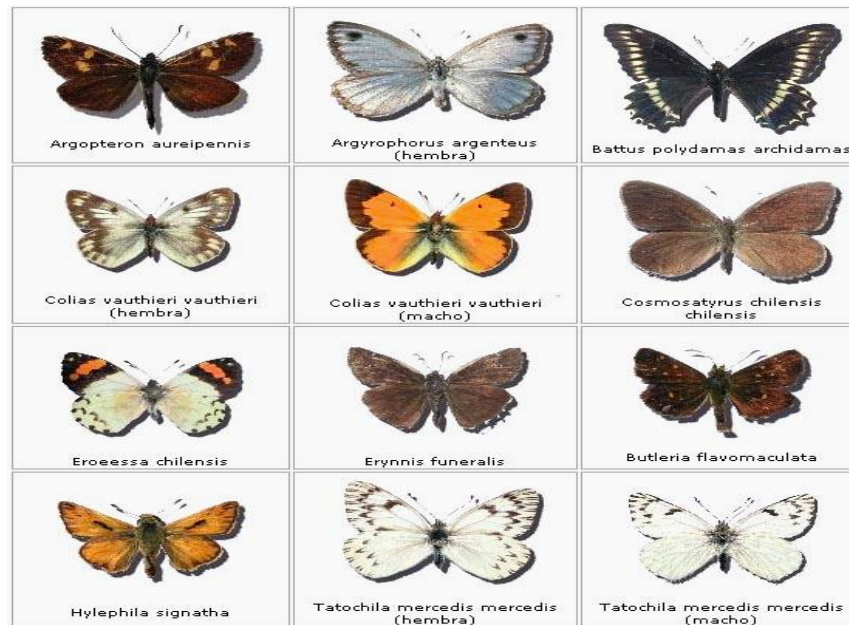 Argopteron aureipennis
Argyrophorus argenteus
(hembra)
Battus polydamas archidamas
Colias vauthieri vauthieri
(hembra)
Colias vauthieri vauthieri
(macho)
Cosmosatyrus chilensis
chilensis
Eroeessa chilensis
Erynnis funeralis
Butleria flavomaculata
Hylephila signatha
Tatochila mercedis mercedis
(hembra)
Tatochila mercedis mercedis
(macho)